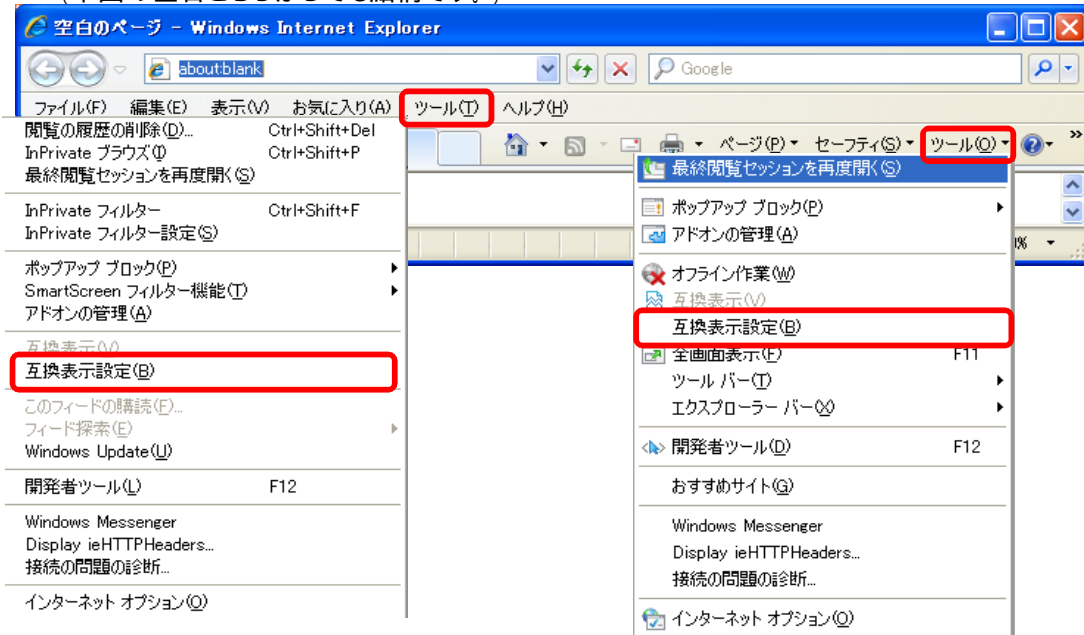 空白のページ - Windows Internet Explorer
about:blank
Google
ファイル(F) 編集(E) 表示(V) お気に入り(A) ツール(T) ヘルプ(H)
ページ(P) セーフティ(S) ツール(O) »
閲覧の履歴の削除(D)... Ctrl+Shift+Del
InPrivate ブラウズ(I) Ctrl+Shift+P
最終閲覧セッションを再度開く(S)
InPrivate フィルター Ctrl+Shift+F
InPrivate フィルター設定(S)
ポップアップ ブロック(P)
SmartScreen フィルター機能(T)
アドオンの管理(A)
互換表示(V)
互換表示設定(B)
このフィードの購読(F)...
フィード探索(E)
Windows Update(U)
開発者ツール(L) F12
Windows Messenger
Display ieHTTPHeaders...
接続の問題の診断...
インターネット オプション(O)
最終閲覧セッションを再度開く(S)
ポップアップ ブロック(P)
アドオンの管理(A)
オフライン作業(W)
互換表示(V)
互換表示設定(B)
全画面表示(F) F11
ツール バー(T)
エクスプローラー バー(X)
開発者ツール(D) F12
おすすめサイト(G)
Windows Messenger
Display ieHTTPHeaders...
接続の問題の診断...
インターネット オプション(O)